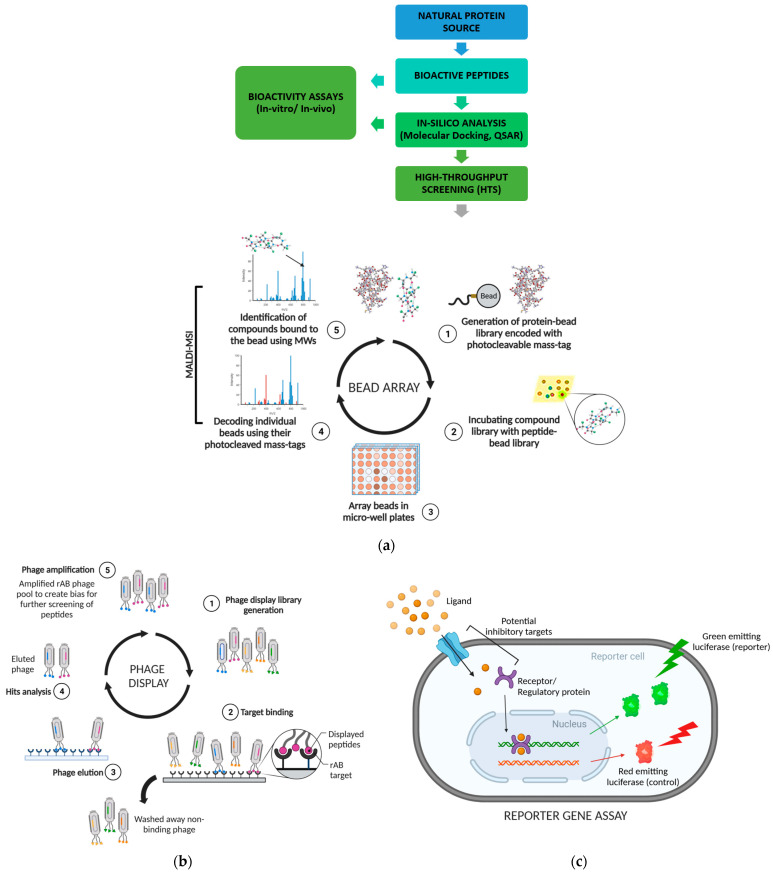 NATURAL PROTEIN
SOURCE
BIOACTIVE PEPTIDES
BIOACTIVITY ASSAYS
(In-vitro/ In-vivo)
IN-SILICO ANALYSIS
(Molecular Docking, QSAR)
HIGH-THROUGHPUT
SCREENING (HTS)
MALDI-MSI
Identification of
compounds bound to
the bead using MWs
5
Bead
1
Generation of protein-bead
library encoded with
photocleavable mass-tag
BEAD ARRAY
Decoding individual
beads using their
photocleaved mass-tags
4
2
Incubating compound
library with peptide-
bead library
Array beads in
micro-well plates
3
(a)
Phage amplification
5
Amplified rAB phage
pool to create bias for
further screening of
peptides
1
Phage display library
generation
PHAGE
DISPLAY
Eluted
phage
Hits analysis
4
2
Target binding
Displayed
peptides
rAB
target
Phage elution
3
Washed away non-
binding phage
(b)
Ligand
Potential
inhibitory targets
Green emitting
luciferase (reporter)
Reporter cell
Receptor/
Regulatory protein
Nucleus
Red emitting
luciferase (control)
REPORTER GENE ASSAY
(c)